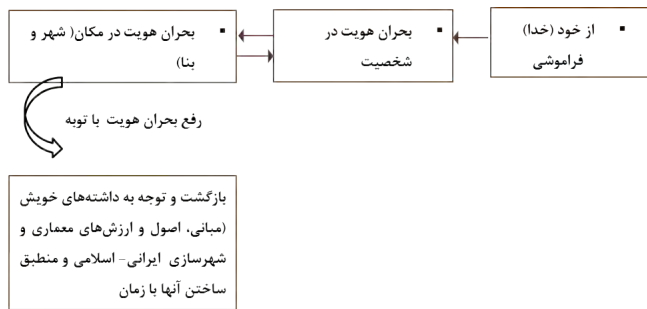 از خود (خدا)
فراموشی
بحران هویت در
شخصیت
بحران هویت در مکان( شهر و
بنا)
رفع بحران هویت با توبه
بازگشت و توجه به داشته‌های خویش
(مبانی، اصول و ارزش‌های معماری و
شهرسازی ایرانی- اسلامی و منطبق
ساختن آنها با زمان